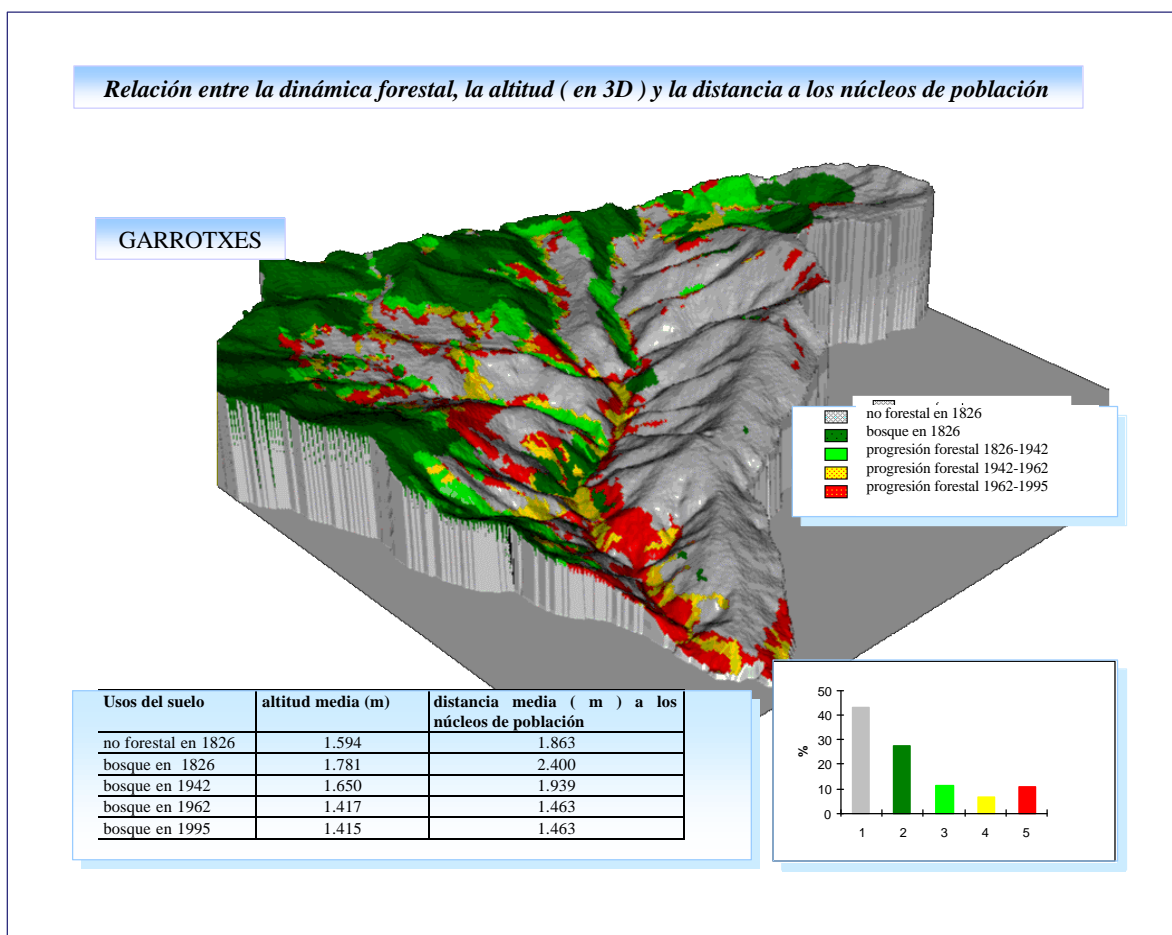 Relación entre la dinámica forestal, la altitud ( en 3D ) y la distancia a los núcleos de población
GARROTXES
no forestal en 1826
bosque en 1826
progresión forestal 1826-1942
progresión forestal 1942-1962
progresión forestal 1962-1995
Usos del suelo altitud media (m) distancia media ( m ) a los
núcleos de población
no forestal en 1826 1.594 1.863
bosque en 1826 1.781 2.400
bosque en 1942 1.650 1.939
bosque en 1962 1.417 1.463
bosque en 1995 1.415 1.463
50
40
30
20
10
0
%
1 2 3 4 5